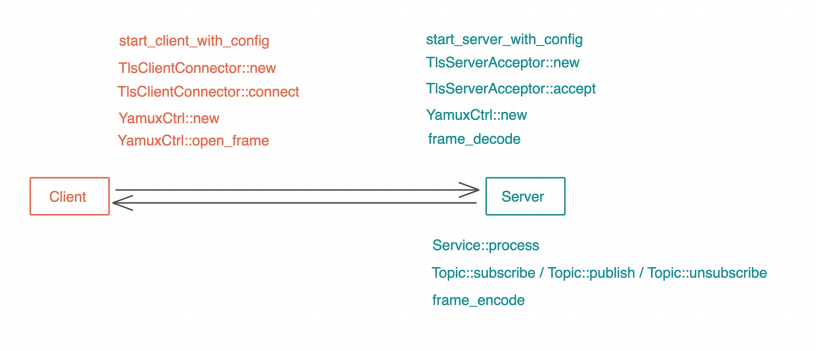 start_client_with_config
TlsClientConnector::new
TlsClientConnector::connect
YamuxCtrl::new
YamuxCtrl::open_frame
start_server_with_config
TlsServerAcceptor::new
TlsServerAcceptor::accept
YamuxCtrl::new
frame_decode
Client
Server
Service::process
Topic::subscribe / Topic::publish / Topic::unsubscribe
frame_encode